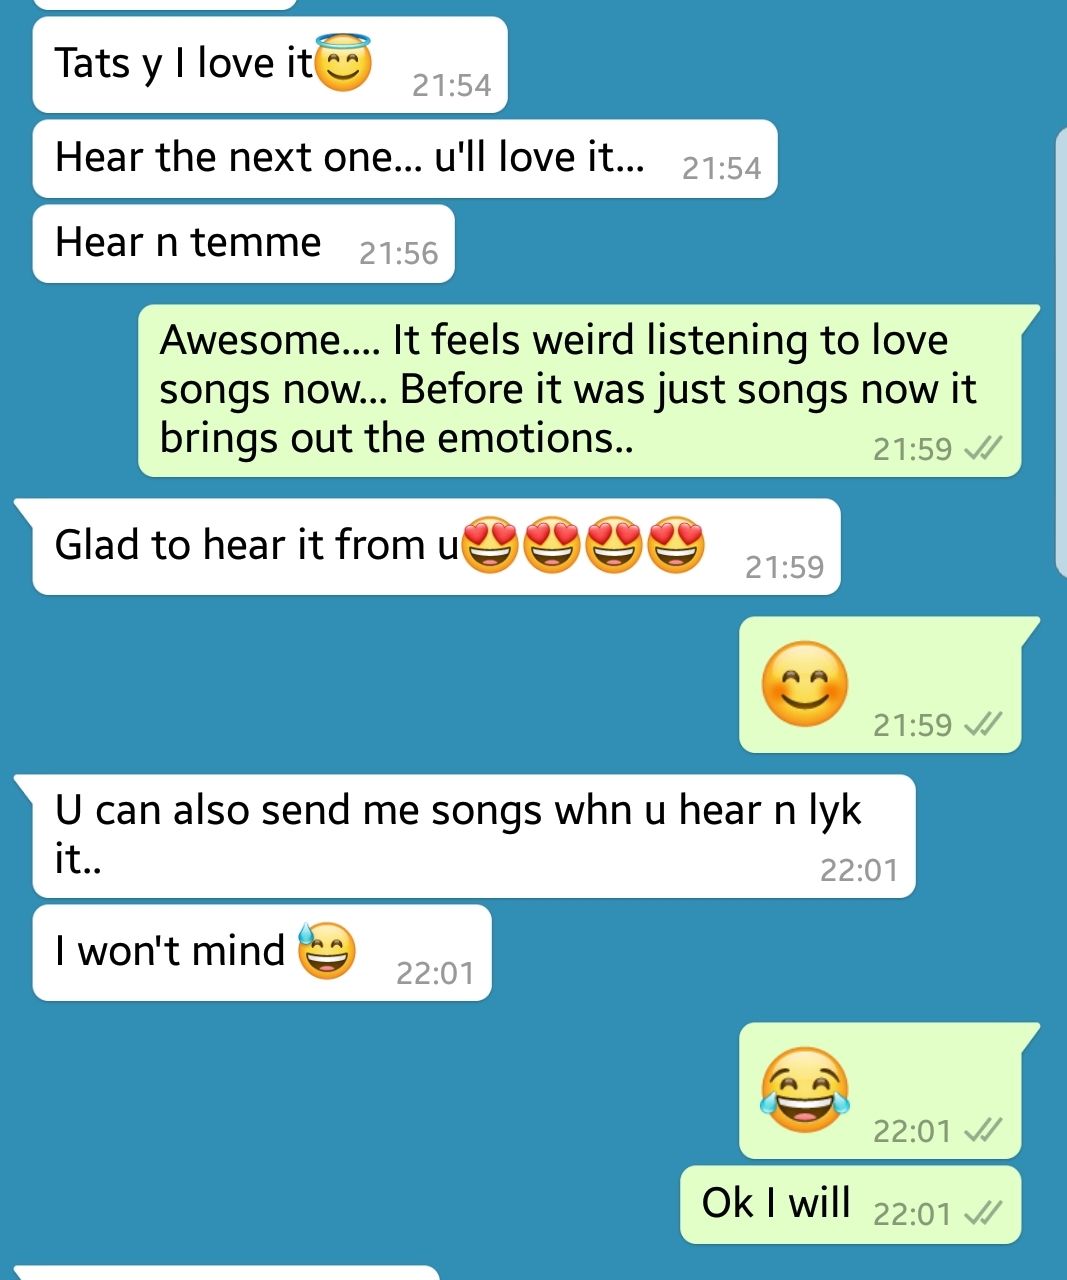 Tats y I love it😇 21:54
Hear the next one... u'll love it... 21:54
Hear n temme 21:56
Awesome.... It feels weird listening to love
songs now... Before it was just songs now it
brings out the emotions.. 21:59
Glad to hear it from u😍😍😍😍 21:59
😊 21:59
U can also send me songs whn u hear n lyk
it.. 22:01
I won't mind 😅 22:01
😂 22:01
Ok I will 22:01